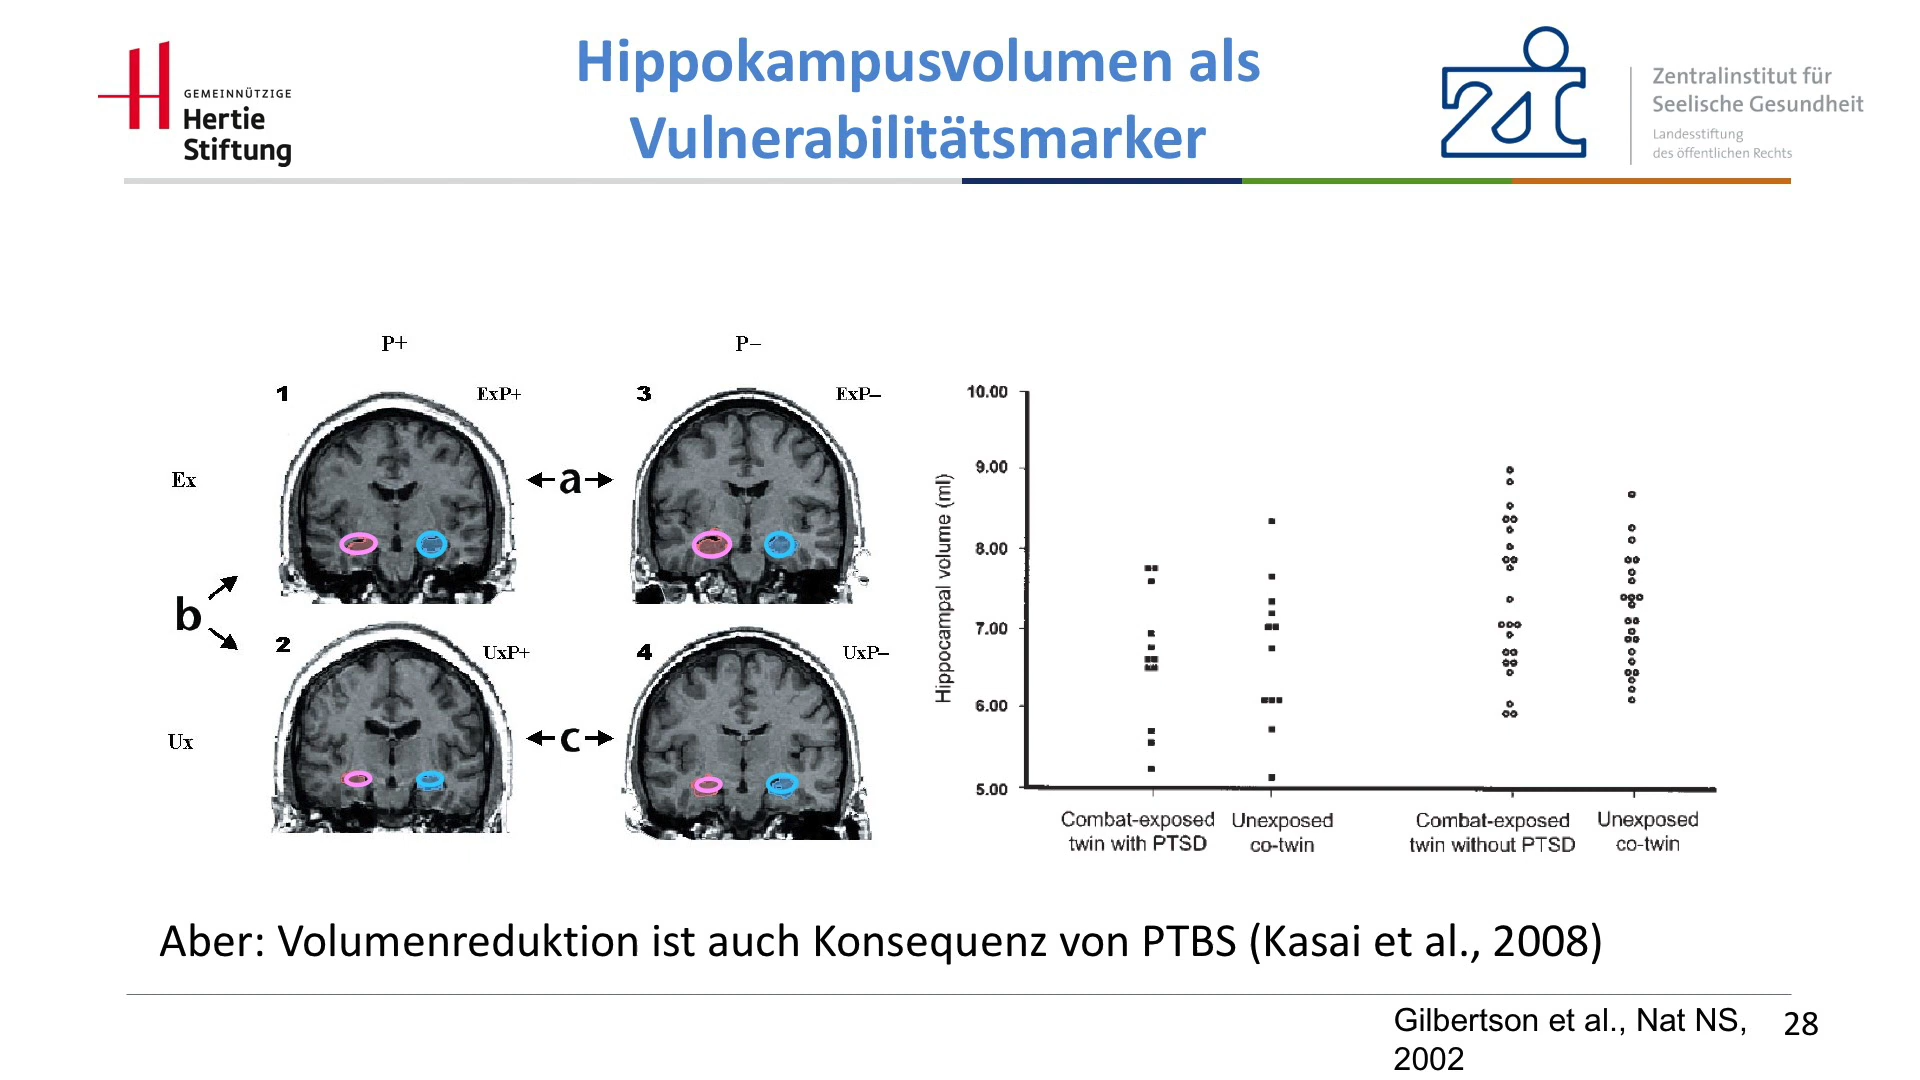 GEMEINNÜTZIGE
Hertie
Stiftung
Hippokampusvolumen als
Vulnerabilitätsmarker
Zentralinstitut für
Seelische Gesundheit
Landesstiftung
des öffentlichen Rechts
P+
P−
1
ExP+
3
ExP−
Ex
a
b
2
UxP+
4
UxP−
Ux
c
Hippocampal volume (ml)
10.00
9.00
8.00
7.00
6.00
5.00
Combat-exposed
twin with PTSD
Unexposed
co-twin
Combat-exposed
twin without PTSD
Unexposed
co-twin
Aber: Volumenreduktion ist auch Konsequenz von PTBS (Kasai et al., 2008)
Gilbertson et al., Nat NS,
2002
28